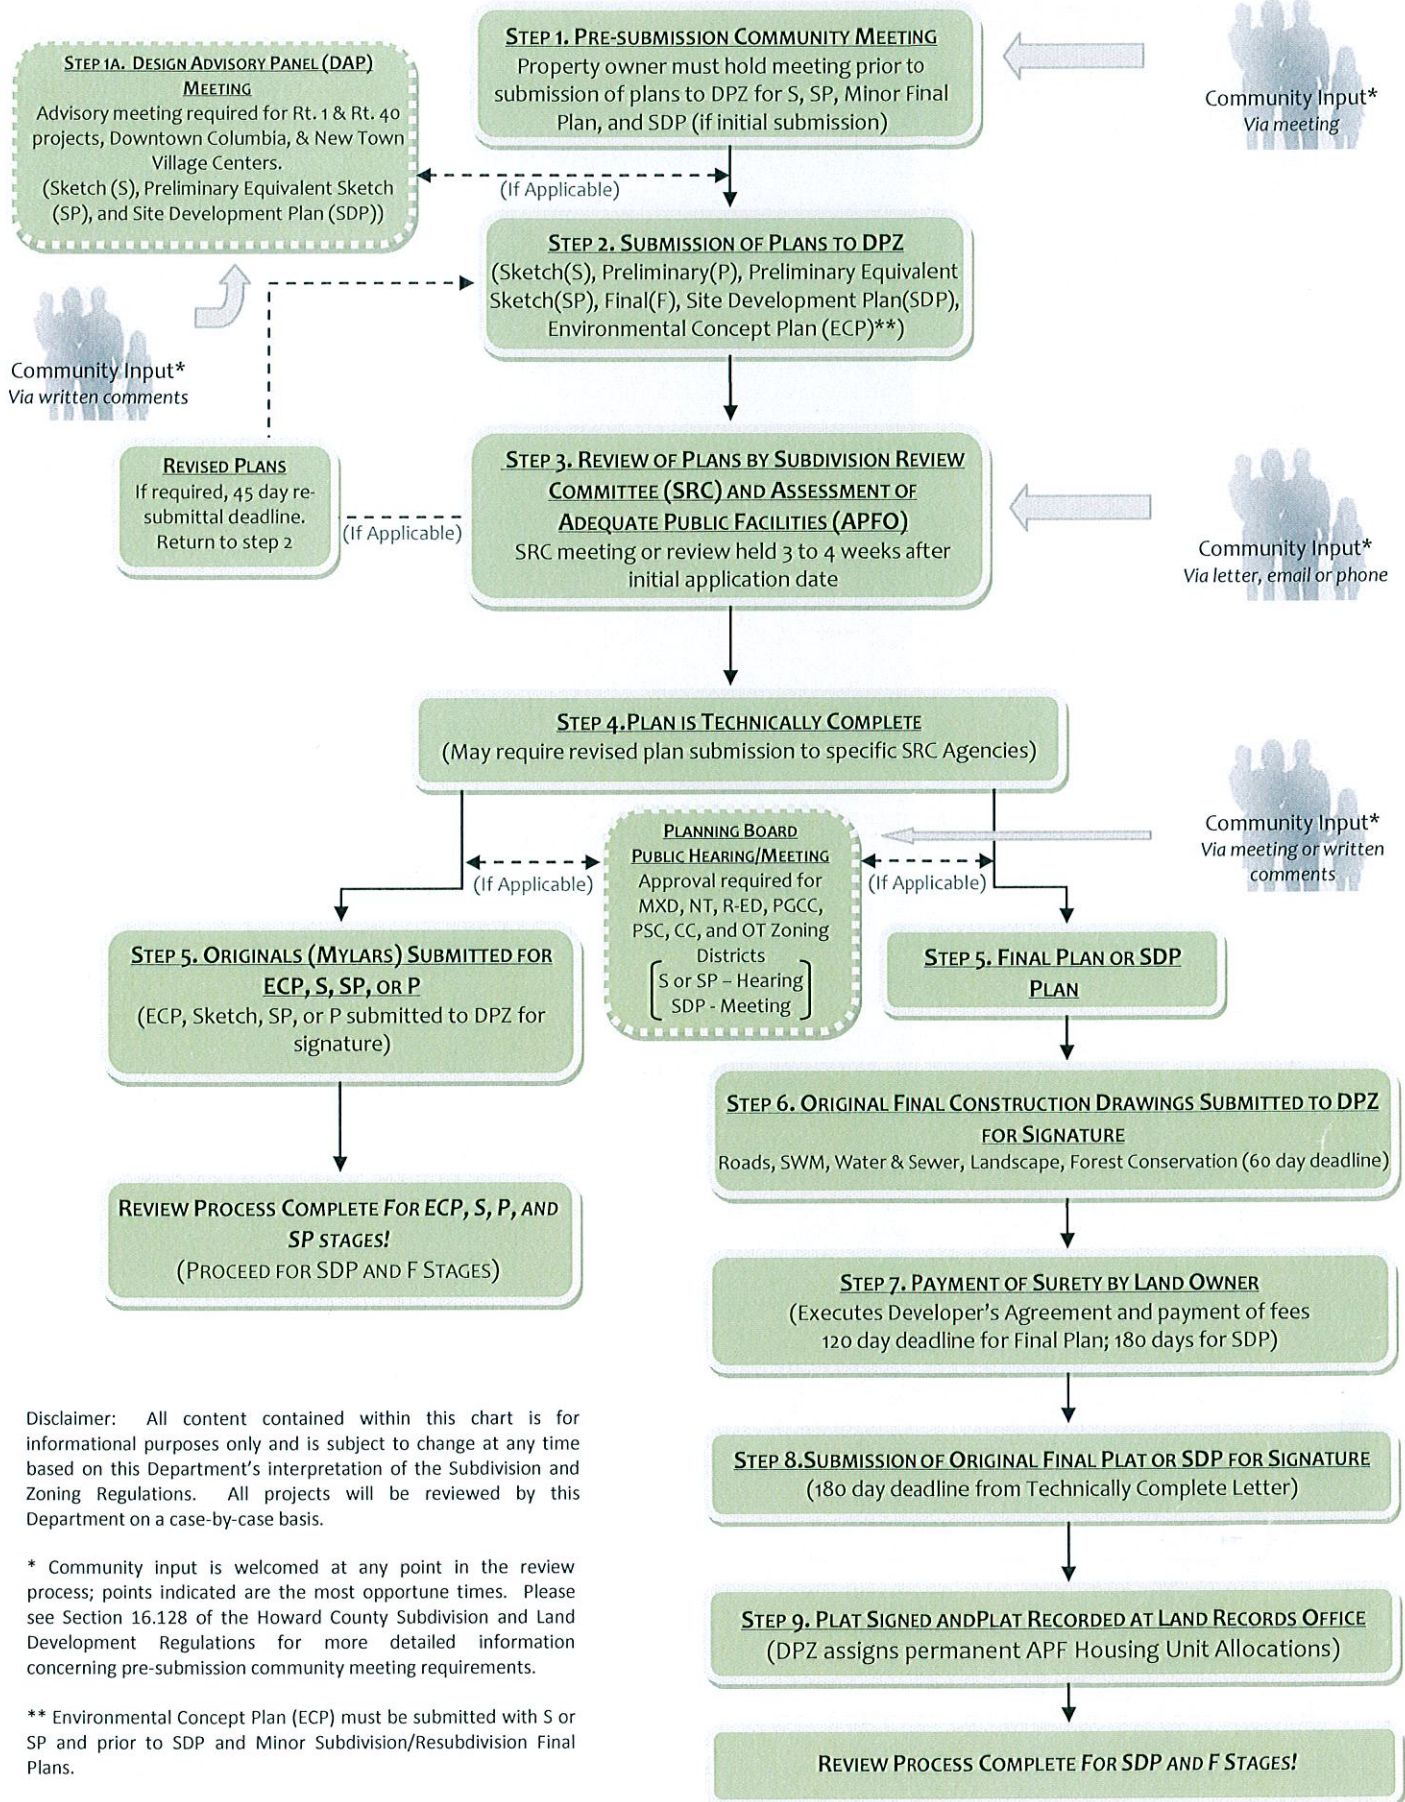 STEP 1. PRE-SUBMISSION COMMUNITY MEETING
Property owner must hold meeting prior to
submission of plans to DPZ for S, SP, Minor Final
Plan, and SDP (if initial submission)
Community Input*
Via meeting
STEP 1A. DESIGN ADVISORY PANEL (DAP)
MEETING
Advisory meeting required for Rt. 1 & Rt. 40
projects, Downtown Columbia, & New Town
Village Centers.
(Sketch (S), Preliminary Equivalent Sketch
(SP), and Site Development Plan (SDP))
(If Applicable)
STEP 2. SUBMISSION OF PLANS TO DPZ
(Sketch(S), Preliminary(P), Preliminary Equivalent
Sketch(SP), Final(F), Site Development Plan(SDP),
Environmental Concept Plan (ECP)**)
Community Input*
Via written comments
REVISED PLANS
If required, 45 day re-
submittal deadline.
Return to step 2
(If Applicable)
STEP 3. REVIEW OF PLANS BY SUBDIVISION REVIEW
COMMITTEE (SRC) AND ASSESSMENT OF
ADEQUATE PUBLIC FACILITIES (APFO)
SRC meeting or review held 3 to 4 weeks after
initial application date
Community Input*
Via letter, email or phone
STEP 4.PLAN IS TECHNICALLY COMPLETE
(May require revised plan submission to specific SRC Agencies)
Community Input*
Via meeting or written
comments
(If Applicable)
PLANNING BOARD
PUBLIC HEARING/MEETING
Approval required for
MXD, NT, R-ED, PGCC,
PSC, CC, and OT Zoning
Districts
S or SP – Hearing
SDP - Meeting
(If Applicable)
STEP 5. ORIGINALS (MYLARS) SUBMITTED FOR
ECP, S, SP, OR P
(ECP, Sketch, SP, or P submitted to DPZ for
signature)
STEP 5. FINAL PLAN OR SDP
PLAN
REVIEW PROCESS COMPLETE FOR ECP, S, P, AND
SP STAGES!
(PROCEED FOR SDP AND F STAGES)
STEP 6. ORIGINAL FINAL CONSTRUCTION DRAWINGS SUBMITTED TO DPZ
FOR SIGNATURE
Roads, SWM, Water & Sewer, Landscape, Forest Conservation (60 day deadline)
STEP 7. PAYMENT OF SURETY BY LAND OWNER
(Executes Developer's Agreement and payment of fees
120 day deadline for Final Plan; 180 days for SDP)
STEP 8.SUBMISSION OF ORIGINAL FINAL PLAT OR SDP FOR SIGNATURE
(180 day deadline from Technically Complete Letter)
STEP 9. PLAT SIGNED ANDPLAT RECORDED AT LAND RECORDS OFFICE
(DPZ assigns permanent APF Housing Unit Allocations)
REVIEW PROCESS COMPLETE FOR SDP AND F STAGES!
Disclaimer: All content contained within this chart is for
informational purposes only and is subject to change at any time
based on this Department's interpretation of the Subdivision and
Zoning Regulations. All projects will be reviewed by this
Department on a case-by-case basis.
* Community input is welcomed at any point in the review
process; points indicated are the most opportune times. Please
see Section 16.128 of the Howard County Subdivision and Land
Development Regulations for more detailed information
concerning pre-submission community meeting requirements.
** Environmental Concept Plan (ECP) must be submitted with S or
SP and prior to SDP and Minor Subdivision/Resubdivision Final
Plans.